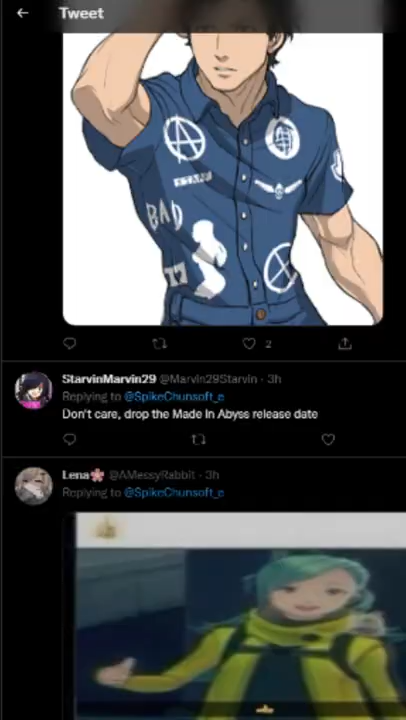 Tweet
BAD
2
StarvinMarvin29 @Marvin29Starvin · 3h
Replying to @SpikeChunsoft_e
Don't care, drop the Made In Abyss release date
Lena🌸 @AMessyRabbit · 3h
Replying to @SpikeChunsoft_e